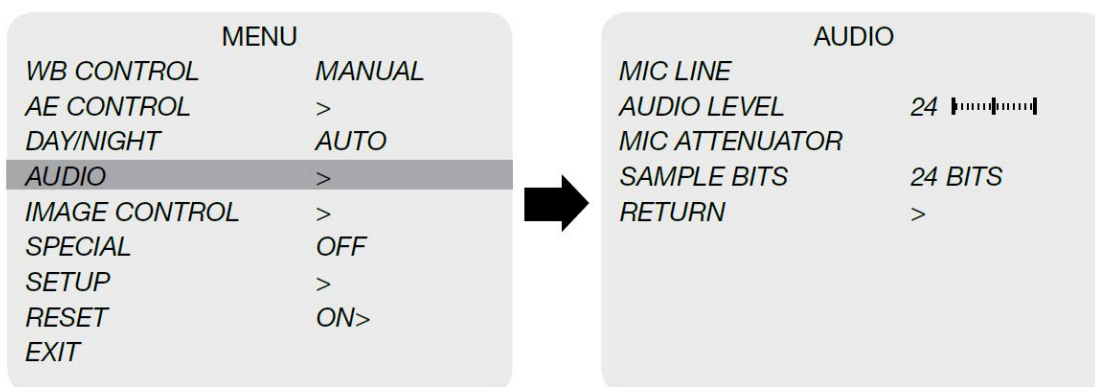 MENU
WB CONTROL MANUAL
AE CONTROL >
DAY/NIGHT AUTO
AUDIO >
IMAGE CONTROL >
SPECIAL OFF
SETUP >
RESET ON>
EXIT
AUDIO
MIC LINE
AUDIO LEVEL 24
MIC ATTENUATOR
SAMPLE BITS 24 BITS
RETURN >